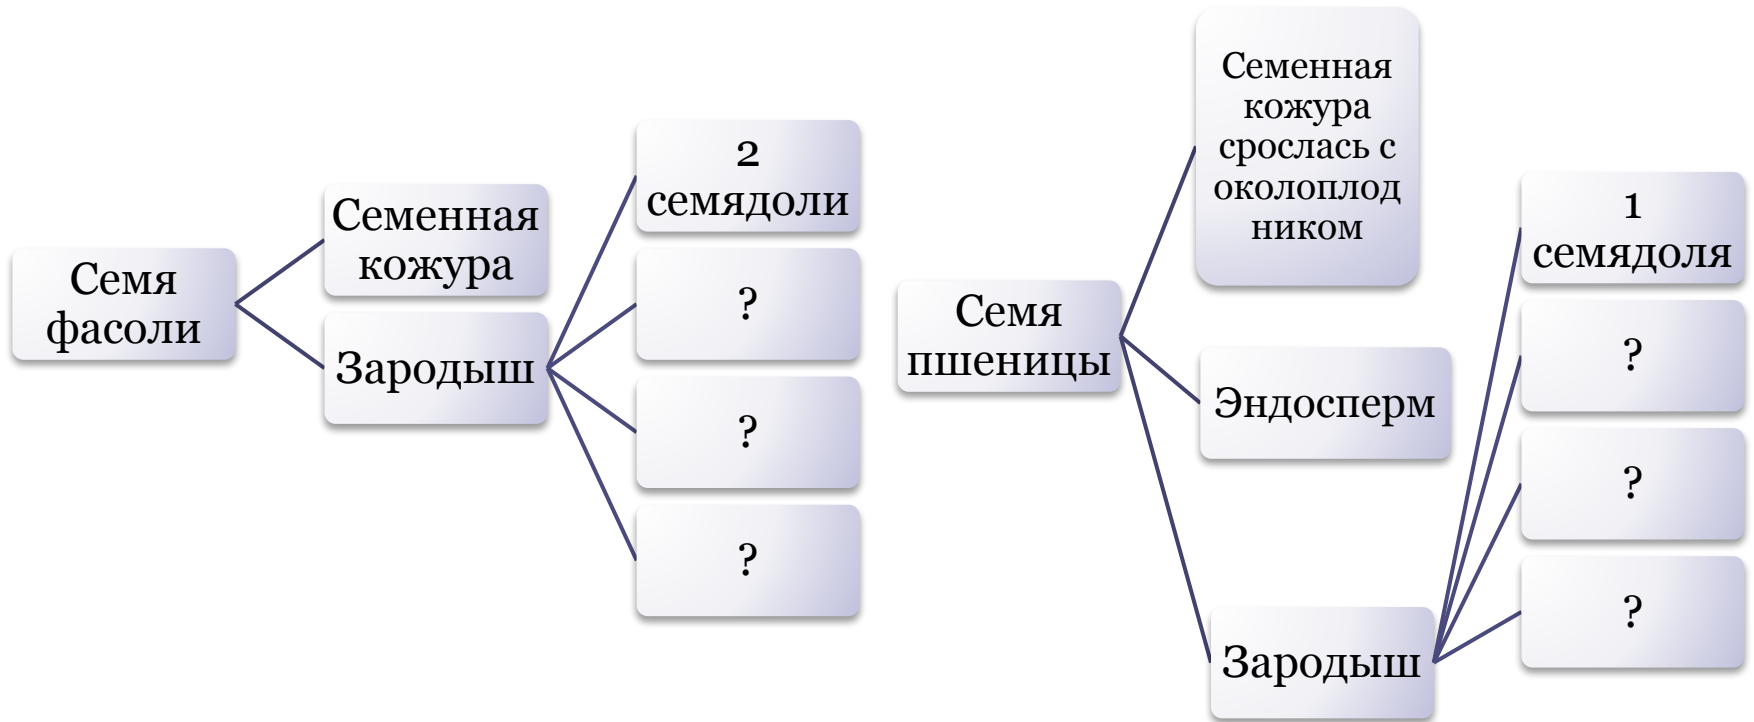 Семя
фасоли
Семенная
кожура
Зародыш
2
семядоли
?
?
?
Семя
пшеницы
Семенная
кожура
срослась с
околоплод
ником
Эндосперм
Зародыш
1
семядоля
?
?
?